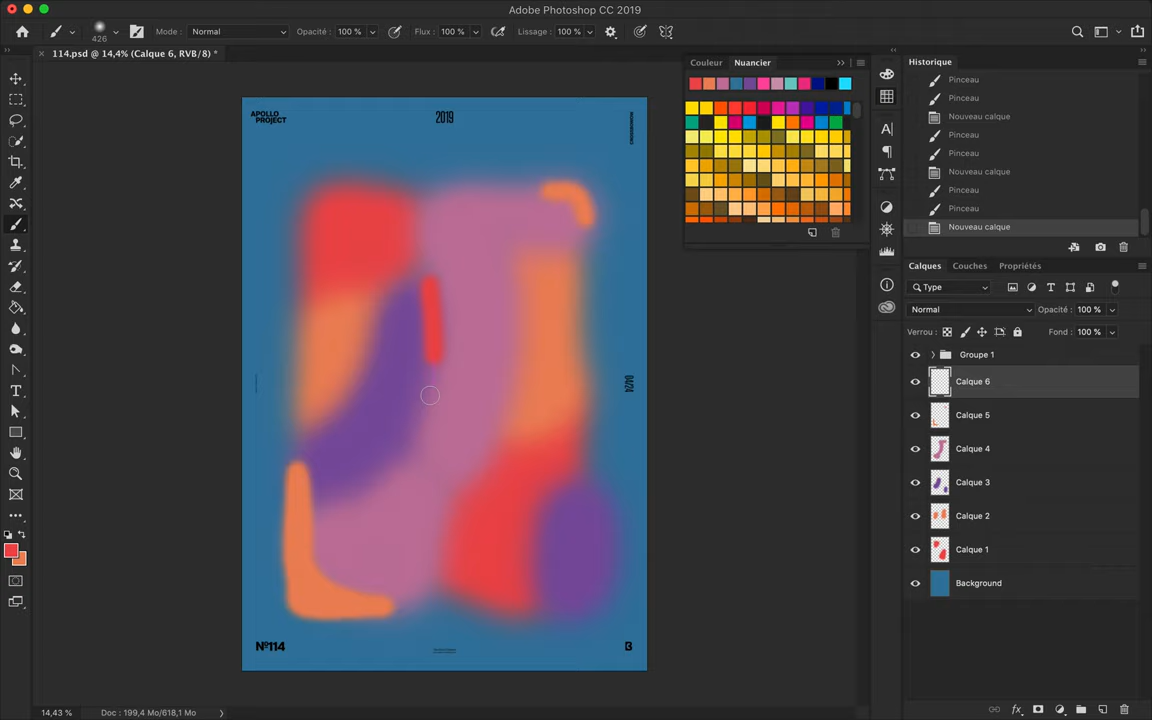 Adobe Photoshop CC 2019
426
Mode:
Normal
Opacité :
100 %
Flux :
100 %
Lissage :
100 %
114.psd @ 14,4% (Calque 6, RVB/8) *
Couleur
Nuancier
Historique
Pinceau
Pinceau
Nouveau calque
Pinceau
Pinceau
Nouveau calque
Pinceau
Pinceau
Nouveau calque
Calques
Couches
Propriétés
Type
Normal
Opacité :
100 %
Verrou :
Fond :
100 %
Groupe 1
Calque 6
Calque 5
Calque 4
Calque 3
Calque 2
Calque 1
Background
APOLLO
PROJECT
2019
04/24
Nº114
14,43 %
Doc : 199,4 Mo/618,1 Mo